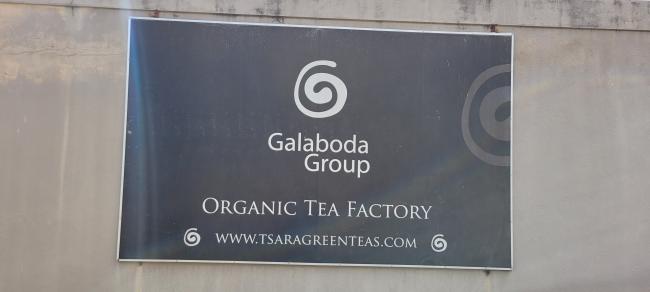 Galaboda
Group
ORGANIC TEA FACTORY
WWW.TSARAGREENTEAS.COM